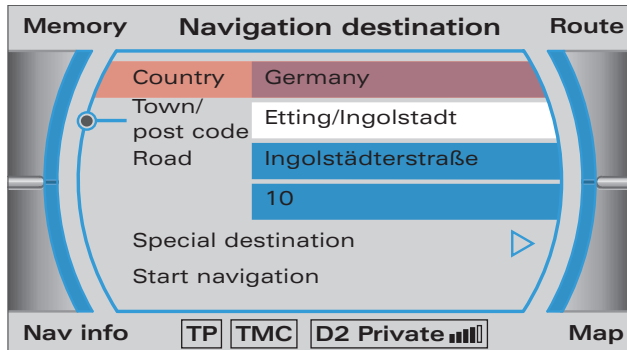 Memory Navigation destination Route
Country Germany
Town/
post code Etting/Ingolstadt
Road Ingolstädterstraße
10
Special destination
Start navigation
Nav info TP TMC D2 Private Map